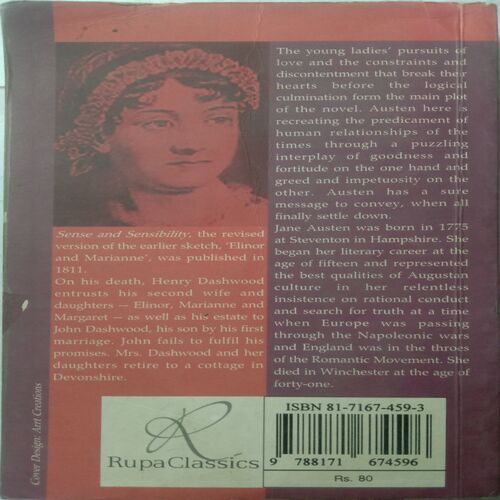 Sense and Sensibility, the revised
version of the earlier sketch, 'Elinor
and Marianne', was published in
1811.
On his death, Henry Dashwood
entrusts his second wife and
daughters — Elinor, Marianne and
Margaret — as well as his estate to
John Dashwood, his son by his first
marriage. John fails to fulfil his
promises. Mrs. Dashwood and her
daughters retire to a cottage in
Devonshire.
The young ladies' pursuits of
love and the constraints and
discontentment that break their
hearts before the logical
culmination form the main plot
of the novel. Austen here is
recreating the predicament of
human relationships of the
times through a puzzling
interplay of goodness and
fortitude on the one hand and
greed and impetuosity on the
other. Austen has a sure
message to convey, when all
finally settle down.
Jane Austen was born in 1775
at Steventon in Hampshire. She
began her literary career at the
age of fifteen and represented
the best qualities of Augustan
culture in her relentless
insistence on rational conduct
and search for truth at a time
when Europe was passing
through the Napoleonic wars
and England was in the throes
of the Romantic Movement. She
died in Winchester at the age of
forty-one.
Cover Design: Arrt Creations
R
RupaClassics
ISBN 81-7167-459-3
9 788171 674596
Rs. 80